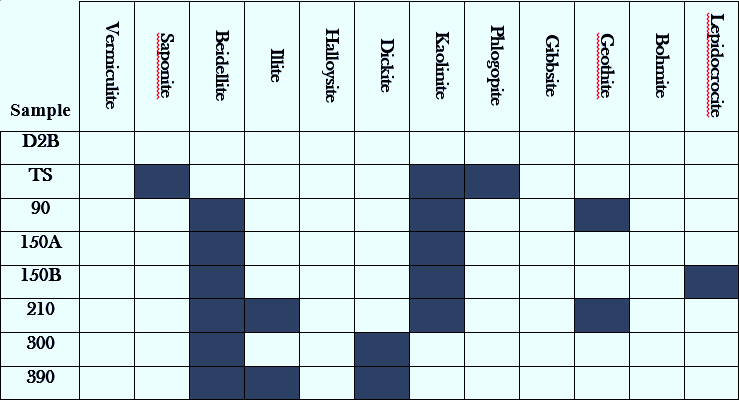 Vermiculite
Saponite
Beidellite
Illite
Halloysite
Dickite
Kaolinite
Phlogopite
Gibbsite
Geothite
Bohmite
Lepidocrocite
Sample
D2B
TS
90
150A
150B
210
300
390